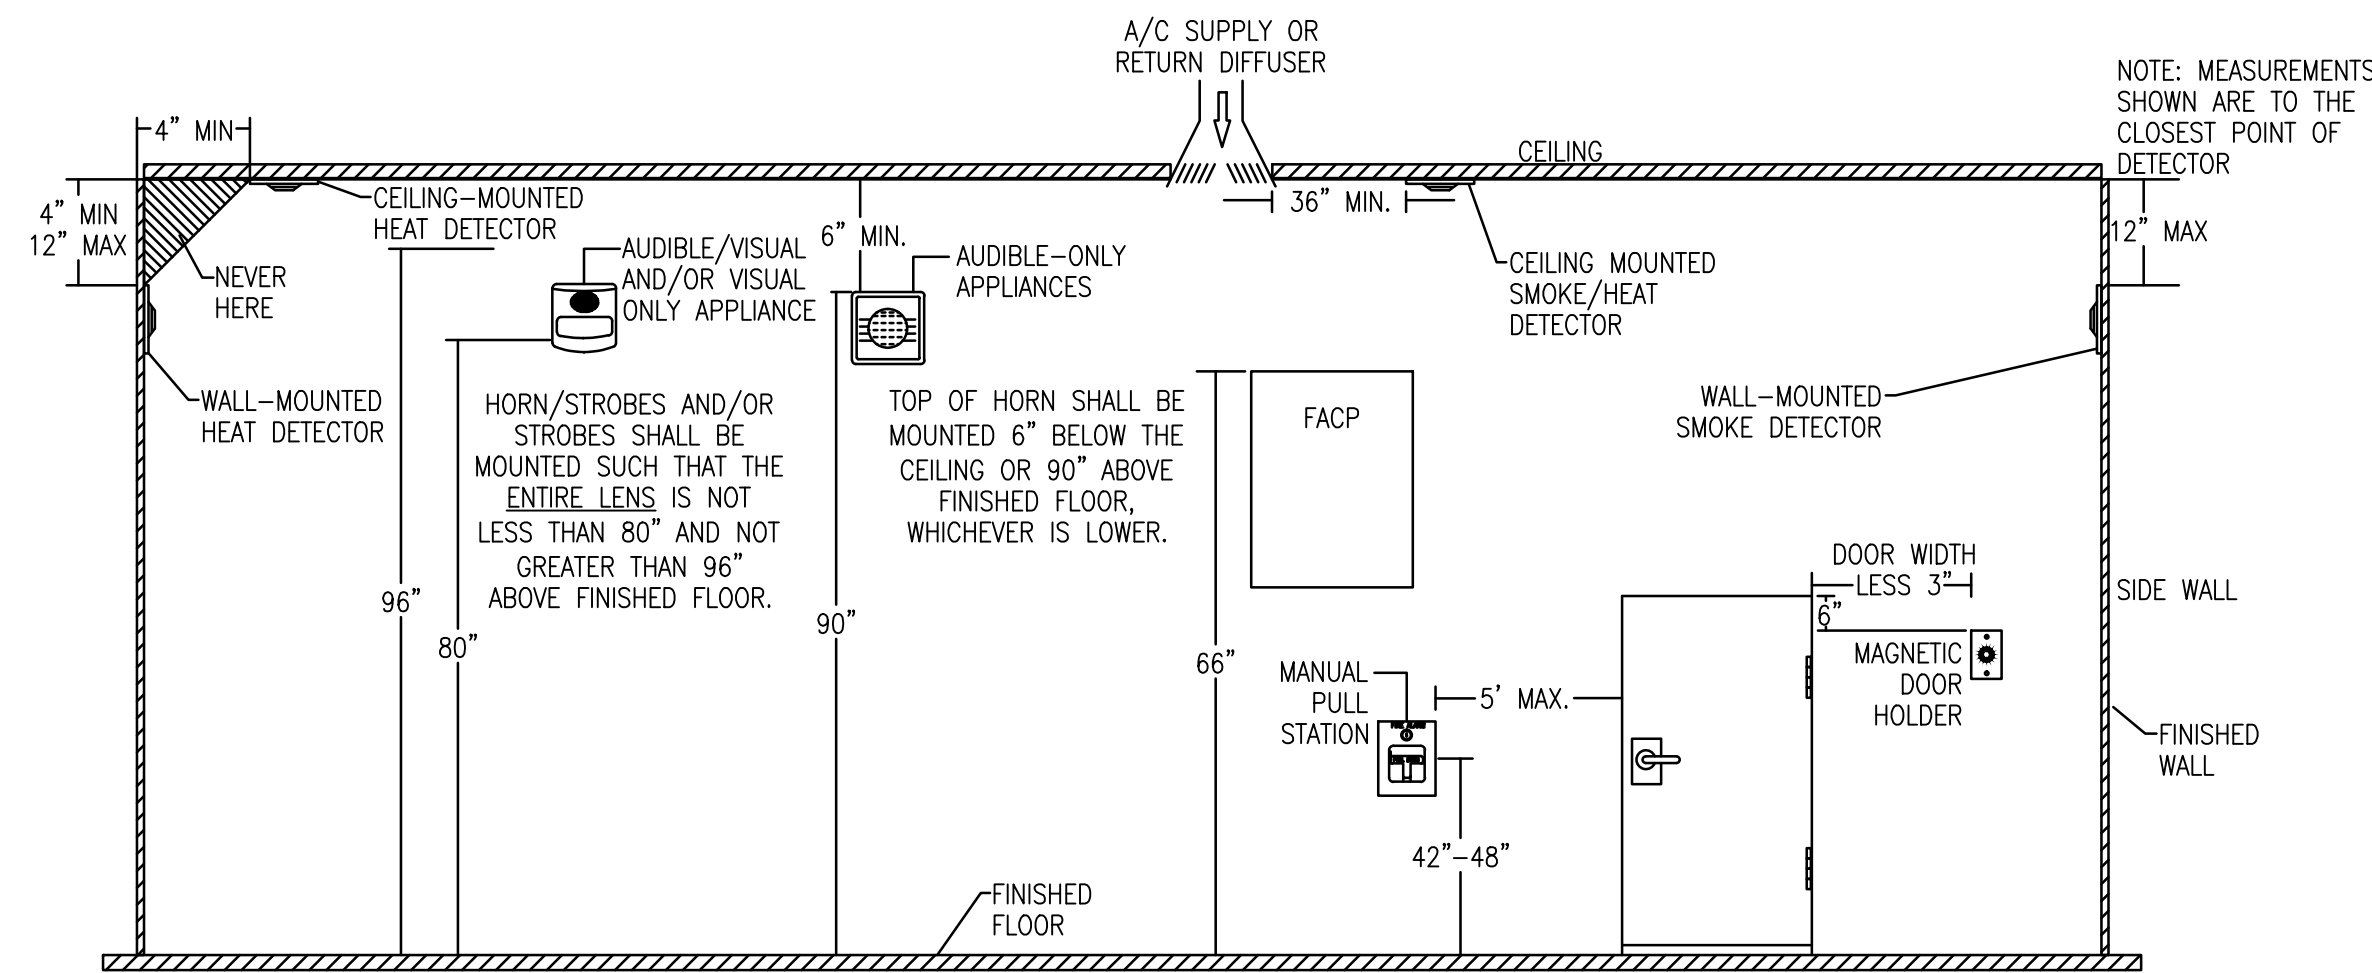 A/C SUPPLY OR
RETURN DIFFUSER
NOTE: MEASUREMENTS
SHOWN ARE TO THE
CLOSEST POINT OF
DETECTOR
4” MIN
CEILING
4” MIN
12” MAX
CEILING-MOUNTED
HEAT DETECTOR
NEVER
HERE
AUDIBLE/VISUAL
AND/OR VISUAL
ONLY APPLIANCE
6” MIN.
AUDIBLE-ONLY
APPLIANCES
36” MIN.
CEILING MOUNTED
SMOKE/HEAT
DETECTOR
12” MAX
WALL-MOUNTED
HEAT DETECTOR
HORN/STROBES AND/OR
STROBES SHALL BE
MOUNTED SUCH THAT THE
ENTIRE LENS IS NOT
LESS THAN 80” AND NOT
GREATER THAN 96”
ABOVE FINISHED FLOOR.
TOP OF HORN SHALL BE
MOUNTED 6” BELOW THE
CEILING OR 90” ABOVE
FINISHED FLOOR,
WHICHEVER IS LOWER.
FACP
WALL-MOUNTED
SMOKE DETECTOR
96”
80”
90”
66”
DOOR WIDTH
LESS 3”
6”
SIDE WALL
MAGNETIC
DOOR
HOLDER
MANUAL
PULL
STATION
5’ MAX.
FINISHED
WALL
42”-48”
FINISHED
FLOOR